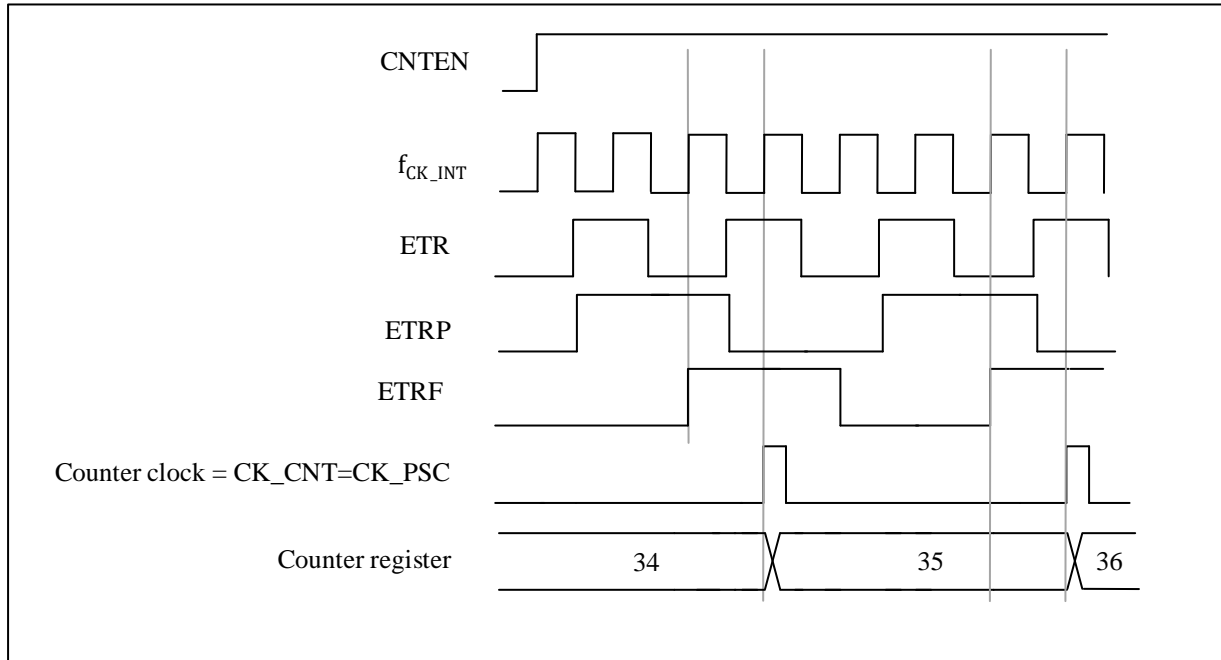 CNTEN
fCK_INT
ETR
ETRP
ETRF
Counter clock = CK_CNT=CK_PSC
Counter register 34 35 36